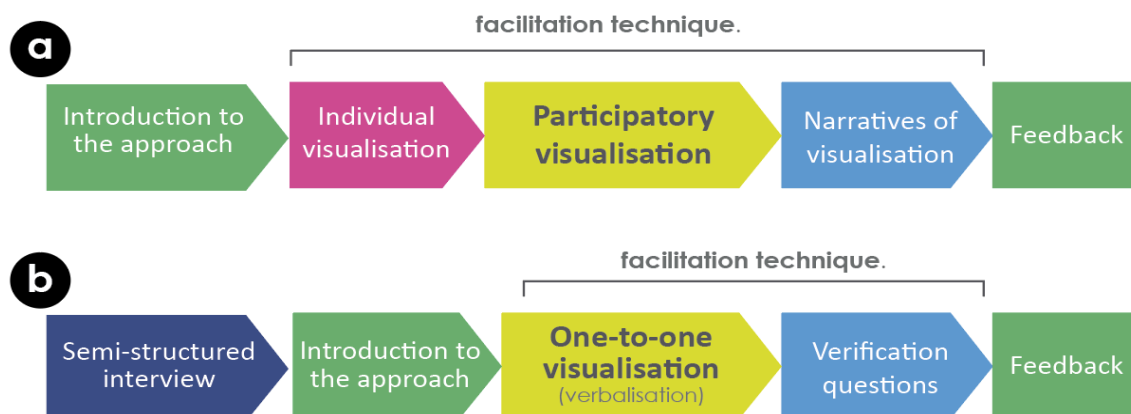 facilitation technique.
a
Introduction to
the approach
Individual
visualisation
Participatory
visualisation
Narratives of
visualisation
Feedback
facilitation technique.
b
Semi-structured
interview
Introduction to
the approach
One-to-one
visualisation
(verbalisation)
Verification
questions
Feedback